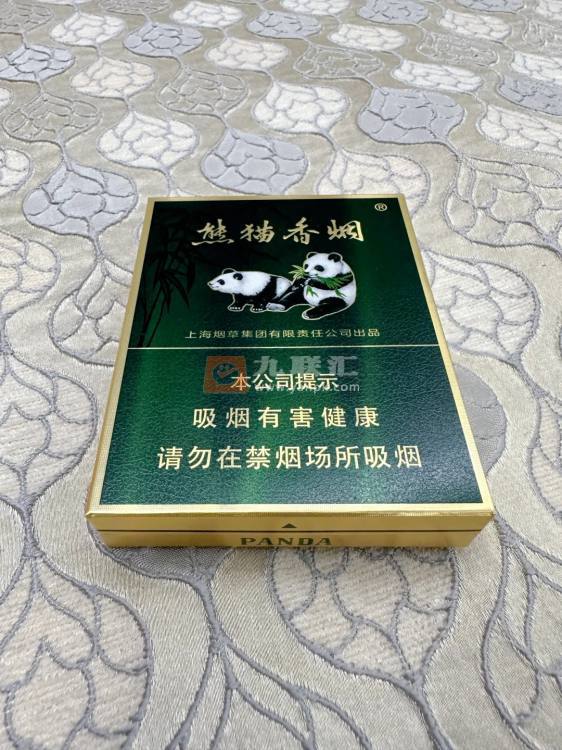 熊猫香烟
®
上海烟草集团有限责任公司出品
九联汇
本公司提示
吸烟有害健康
请勿在禁烟场所吸烟
PANDA